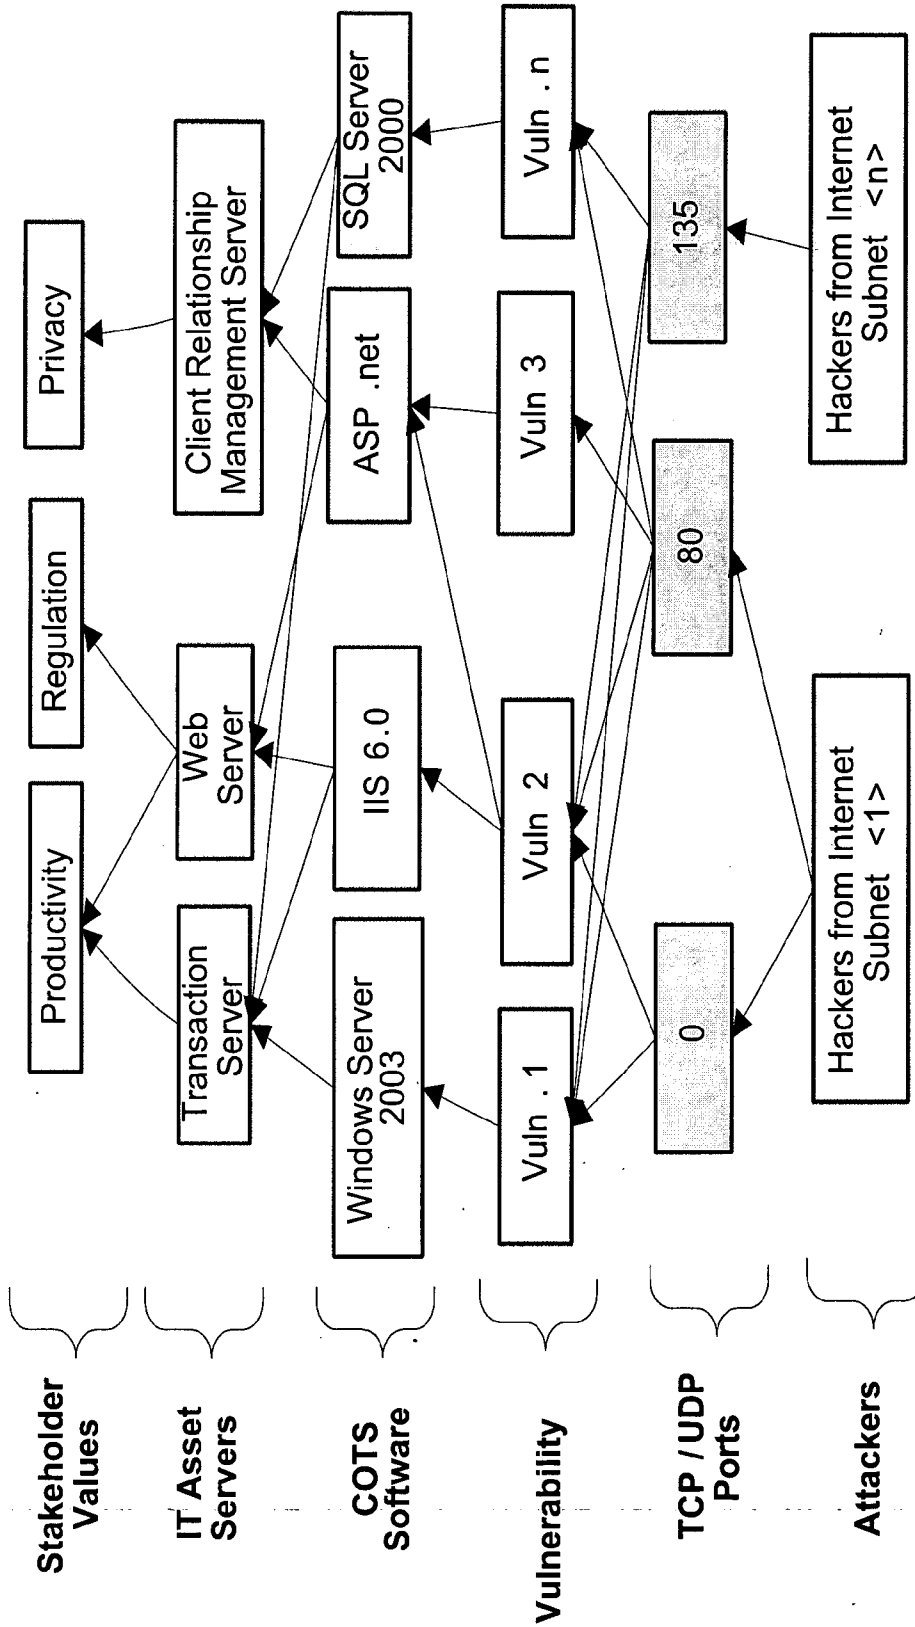 Stakeholder
Values
Productivity
Regulation
Privacy
IT Asset
Servers
Transaction
Server
Web
Server
Client Relationship
Management Server
COTS
Software
Windows Server
2003
IIS 6.0
ASP .net
SQL Server
2000
Vulnerability
Vuln . 1
Vuln 2
Vuln 3
Vuln . n
TCP / UDP
Ports
0
80
135
Attackers
Hackers from Internet
Subnet <1>
Hackers from Internet
Subnet <n>